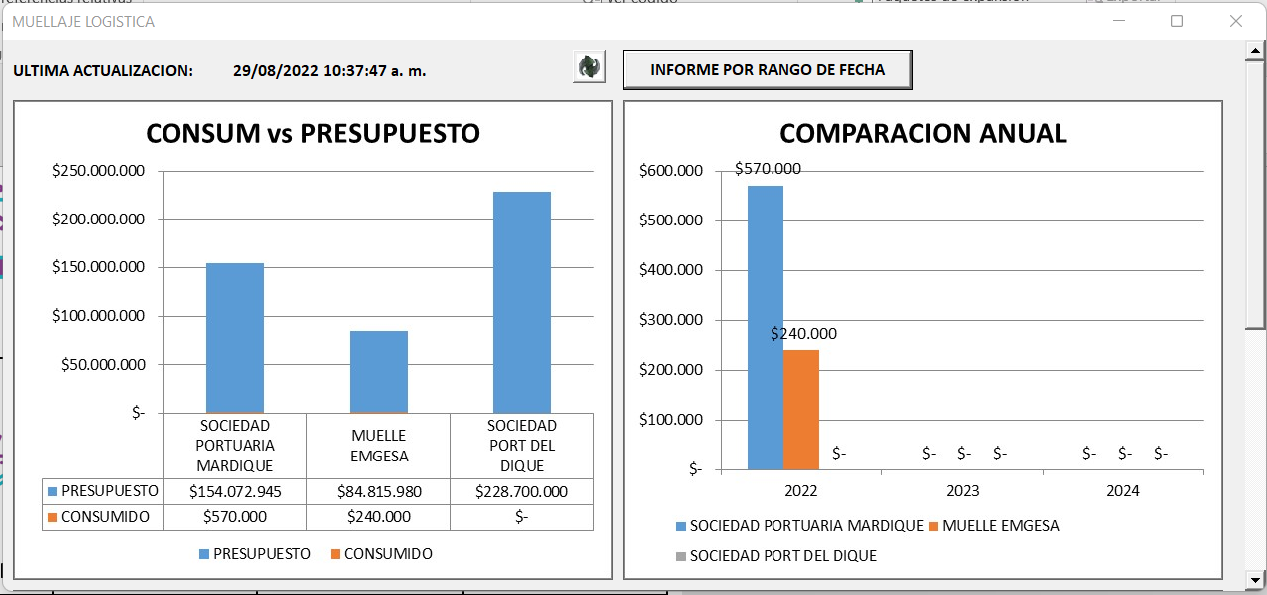 MUELLAJE LOGISTICA
ULTIMA ACTUALIZACION: 29/08/2022 10:37:47 a. m.
INFORME POR RANGO DE FECHA
CONSUM vs PRESUPUESTO
$250.000.000
$200.000.000
$150.000.000
$100.000.000
$50.000.000
$-
SOCIEDAD
PORTUARIA
MARDIQUE
MUELLE
EMGESA
SOCIEDAD
PORT DEL
DIQUE
PRESUPUESTO $154.072.945 $84.815.980 $228.700.000
CONSUMIDO $570.000 $240.000 $-
PRESUPUESTO CONSUMIDO
COMPARACION ANUAL
$600.000
$500.000
$400.000
$300.000
$200.000
$100.000
$-
$570.000
$240.000
$- $- $- $- $- $- $-
2022 2023 2024
SOCIEDAD PORTUARIA MARDIQUE MUELLE EMGESA
SOCIEDAD PORT DEL DIQUE